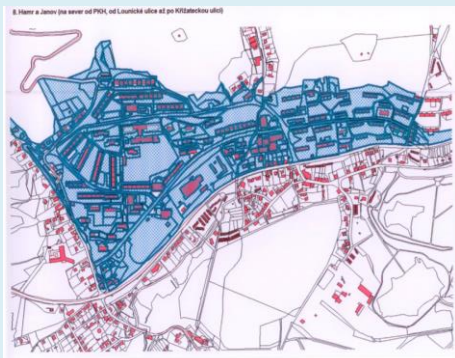 8. Hamr a Janov (na sever od PKH, od Lounické ulice až po Křižateckou ulici)